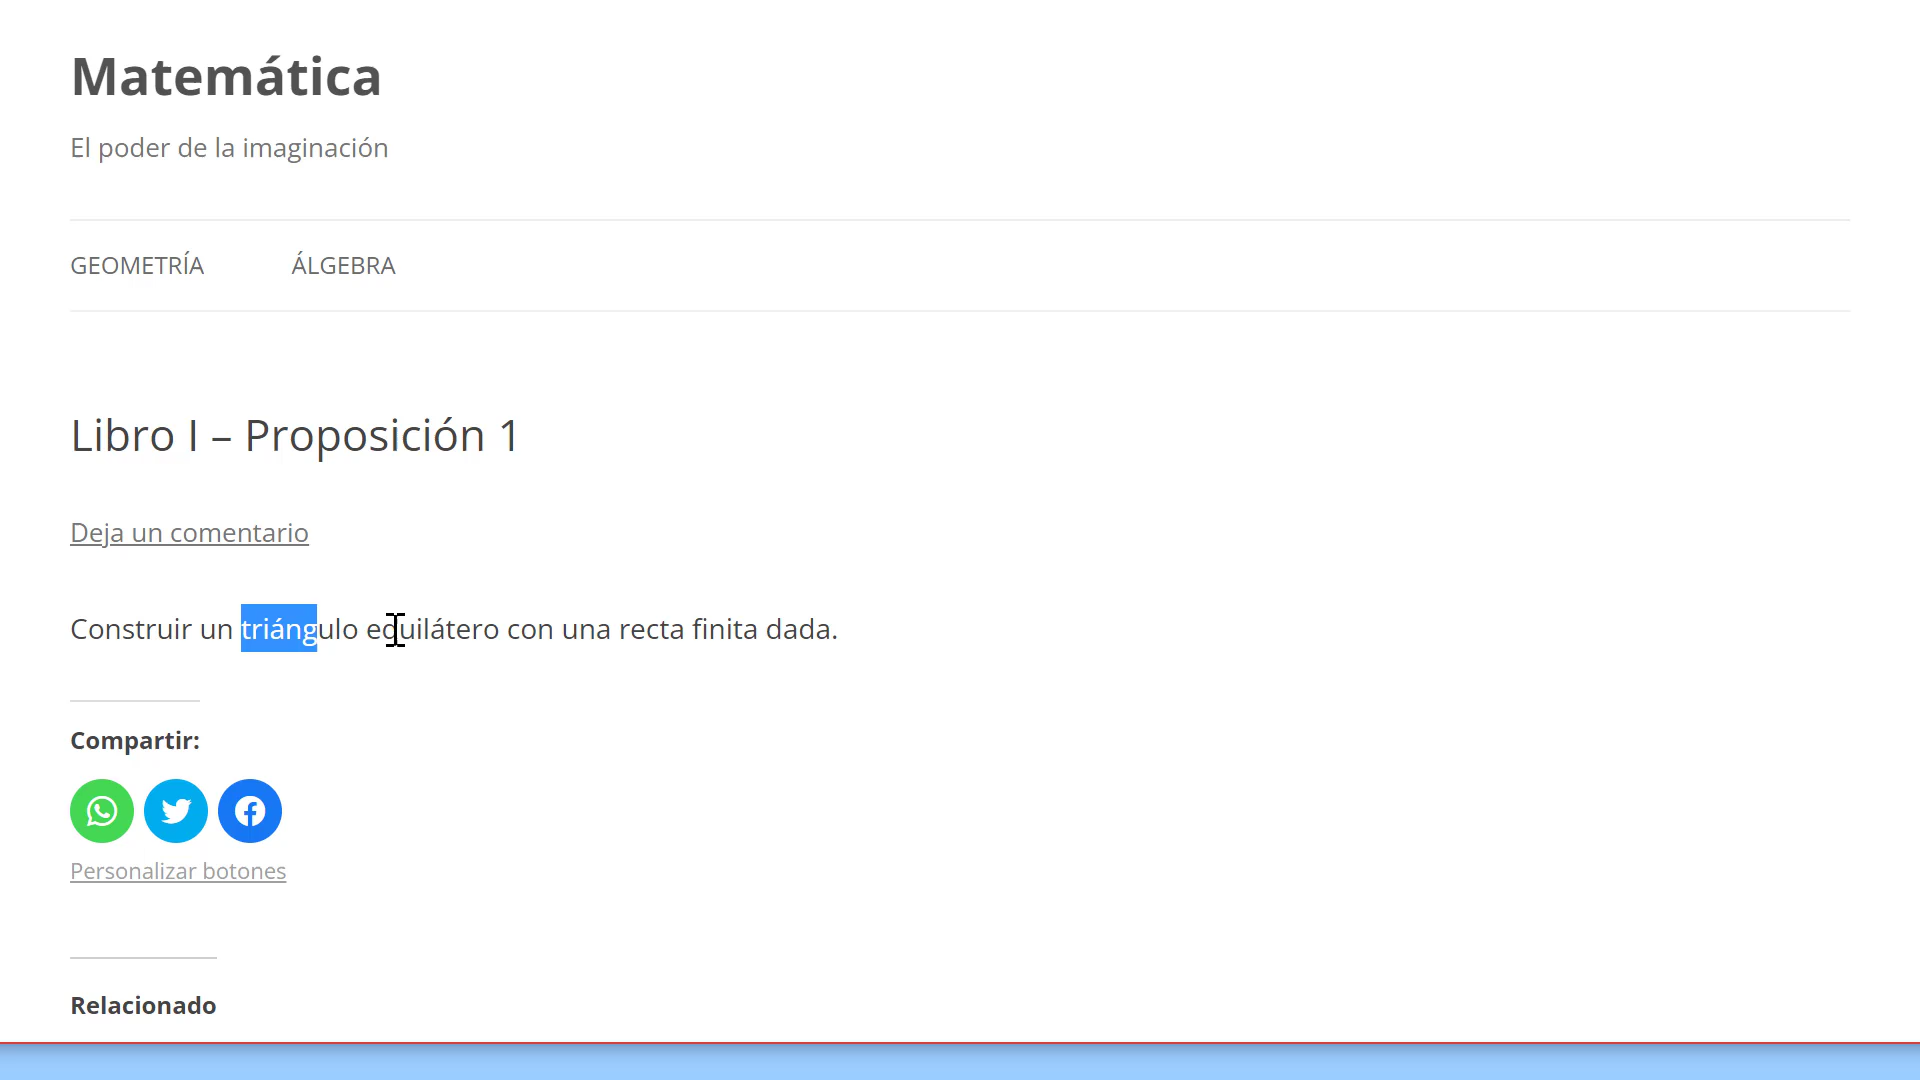 Matemática
El poder de la imaginación
GEOMETRÍA ÁLGEBRA
Libro I – Proposición 1
Deja un comentario
Construir un triángulo equilátero con una recta finita dada.
Compartir:
Personalizar botones
Relacionado